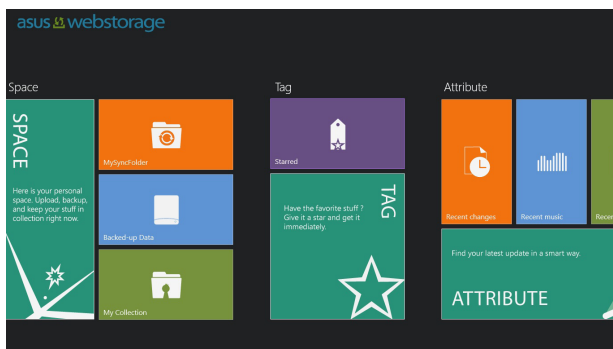 asus webstorage
Space
SPACE
Here is your personal
space. Upload, backup,
and keep your stuff in
collection right now.
MySyncFolder
Backed-up Data
My Collection
Tag
Starred
TAG
Have the favorite stuff ?
Give it a star and get it
immediately.
Attribute
Recent changes
Recent music
Recen
Find your latest update in a smart way.
ATTRIBUTE